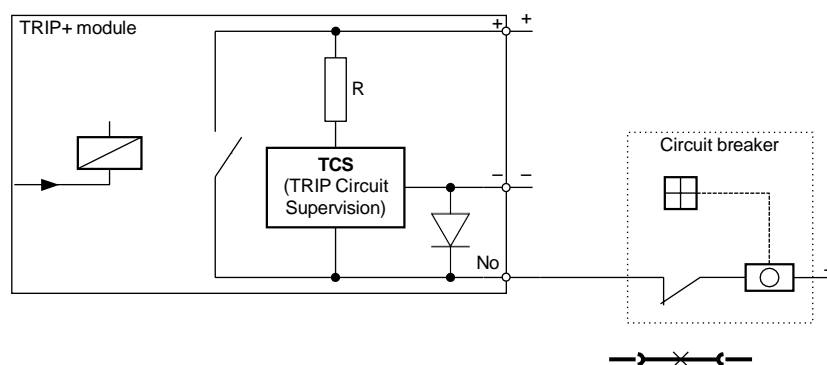 TRIP+ module
+ +
R
TCS
(TRIP Circuit
Supervision)
– –
No
Circuit breaker
–